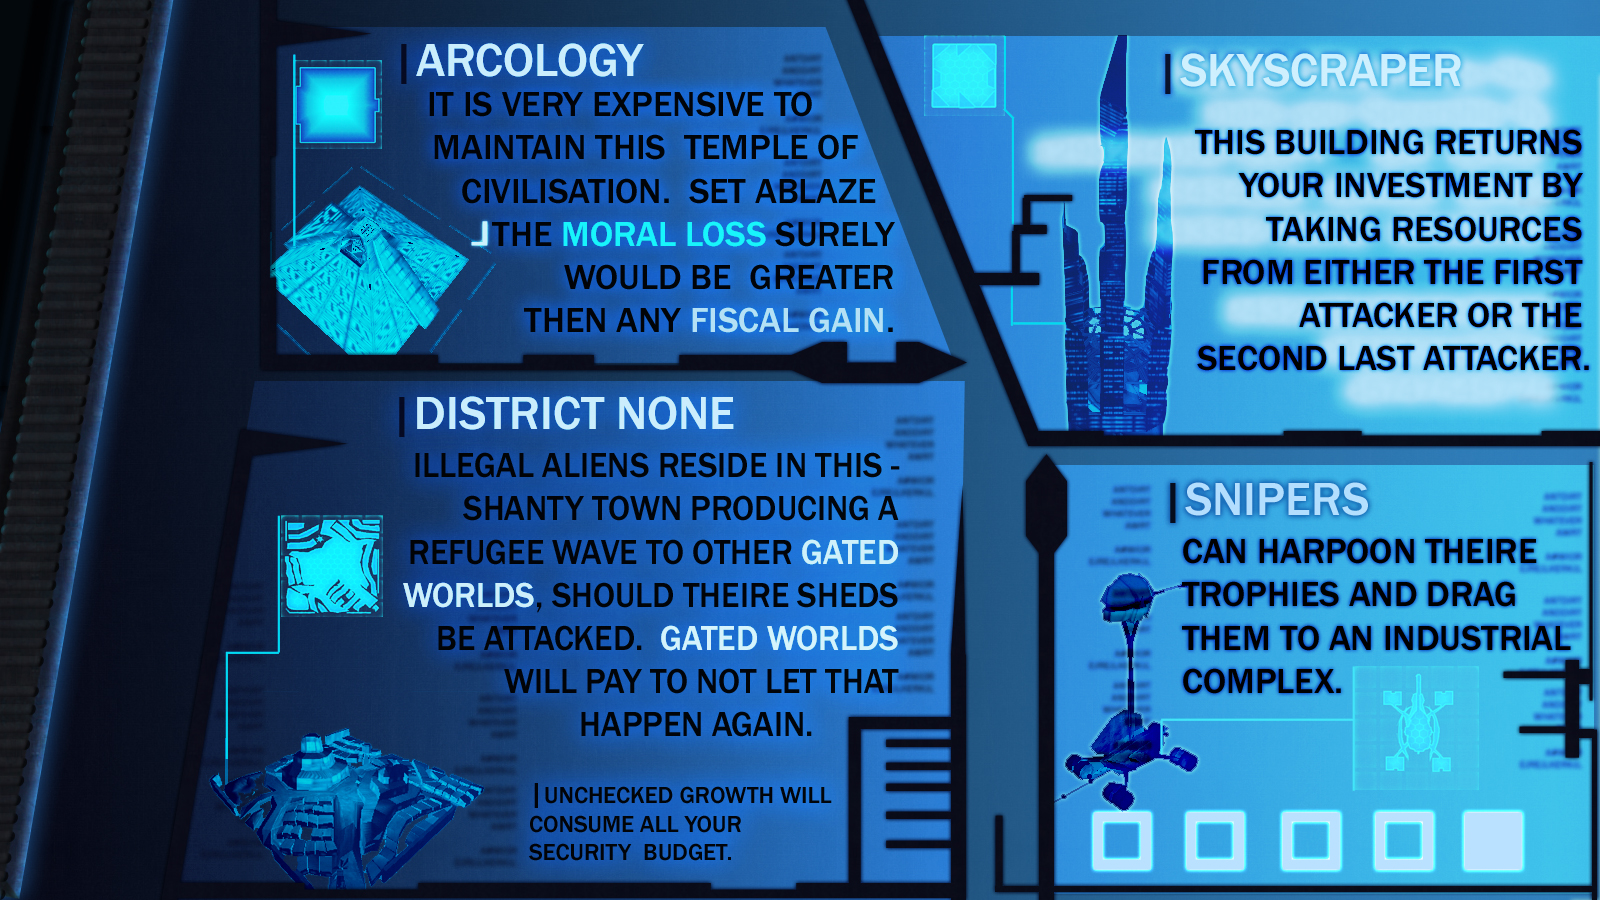 ARCOLOGY
IT IS VERY EXPENSIVE TO
MAINTAIN THIS TEMPLE OF
CIVILISATION. SET ABLAZE
THE MORAL LOSS SURELY
WOULD BE GREATER
THEN ANY FISCAL GAIN.
DISTRICT NONE
ILLEGAL ALIENS RESIDE IN THIS -
SHANTY TOWN PRODUCING A
REFUGEE WAVE TO OTHER GATED
WORLDS, SHOULD THEIRE SHEDS
BE ATTACKED. GATED WORLDS
WILL PAY TO NOT LET THAT
HAPPEN AGAIN.
UNCHECKED GROWTH WILL
CONSUME ALL YOUR
SECURITY BUDGET.
SKYSCRAPER
THIS BUILDING RETURNS
YOUR INVESTMENT BY
TAKING RESOURCES
FROM EITHER THE FIRST
ATTACKER OR THE
SECOND LAST ATTACKER.
SNIPERS
CAN HARPOON THEIRE
TROPHIES AND DRAG
THEM TO AN INDUSTRIAL
COMPLEX.